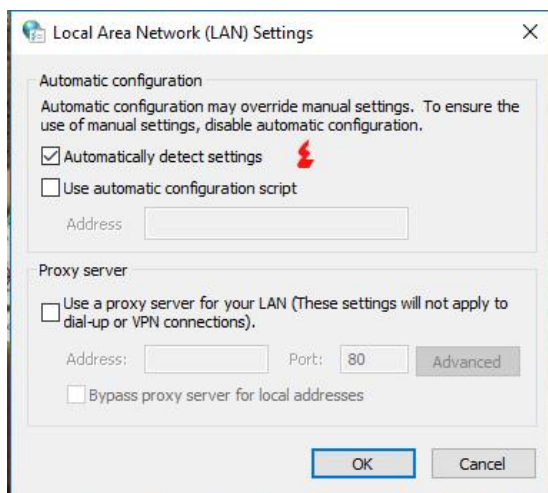 Local Area Network (LAN) Settings
Automatic configuration
Automatic configuration may override manual settings. To ensure the
use of manual settings, disable automatic configuration.
Automatically detect settings
Use automatic configuration script
Address
Proxy server
Use a proxy server for your LAN (These settings will not apply to
dial-up or VPN connections).
Address:
Port: 80
Advanced
Bypass proxy server for local addresses
OK
Cancel